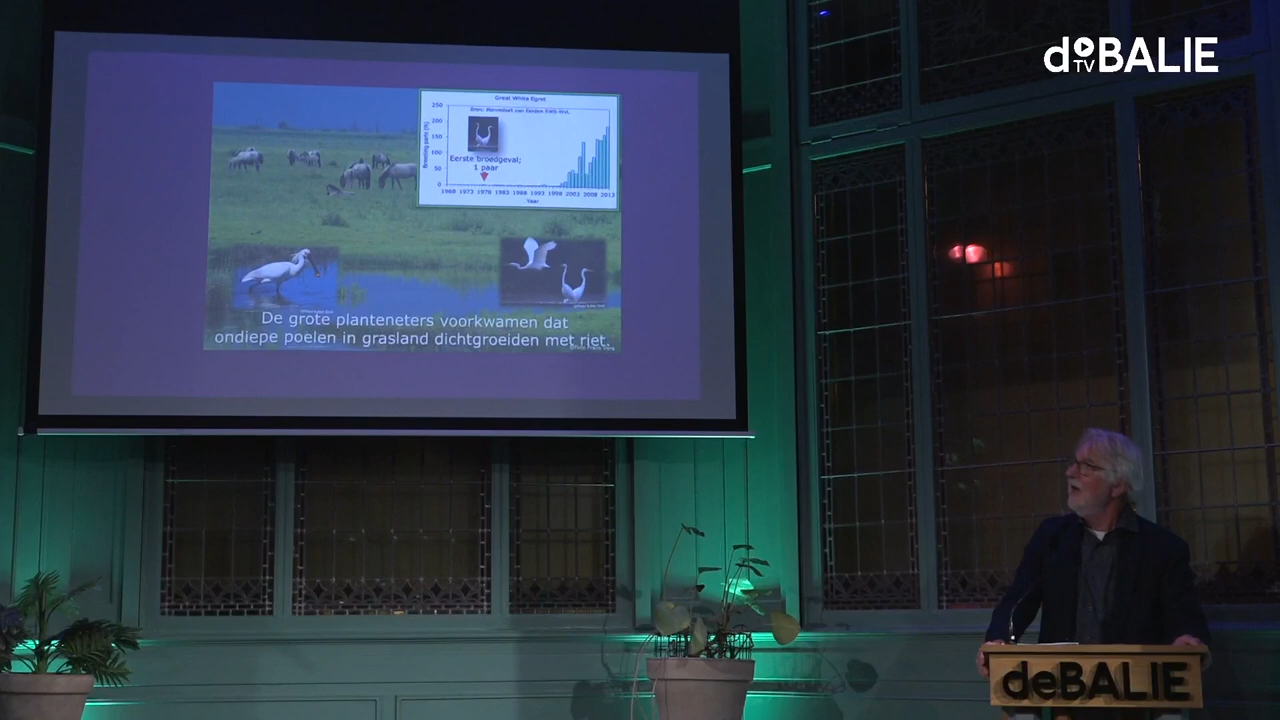 deBALIE
TV
Great White Egret
250
200
150
100
50
0
Breeding pairs (N)
Eerste broedgeval;
1 paar
1968 1973 1978 1983 1988 1993 1998 2003 2008 2013
Year
De grote planteneters voorkwamen dat
ondiepe poelen in grasland dichtgroeiden met riet.
deBALIE